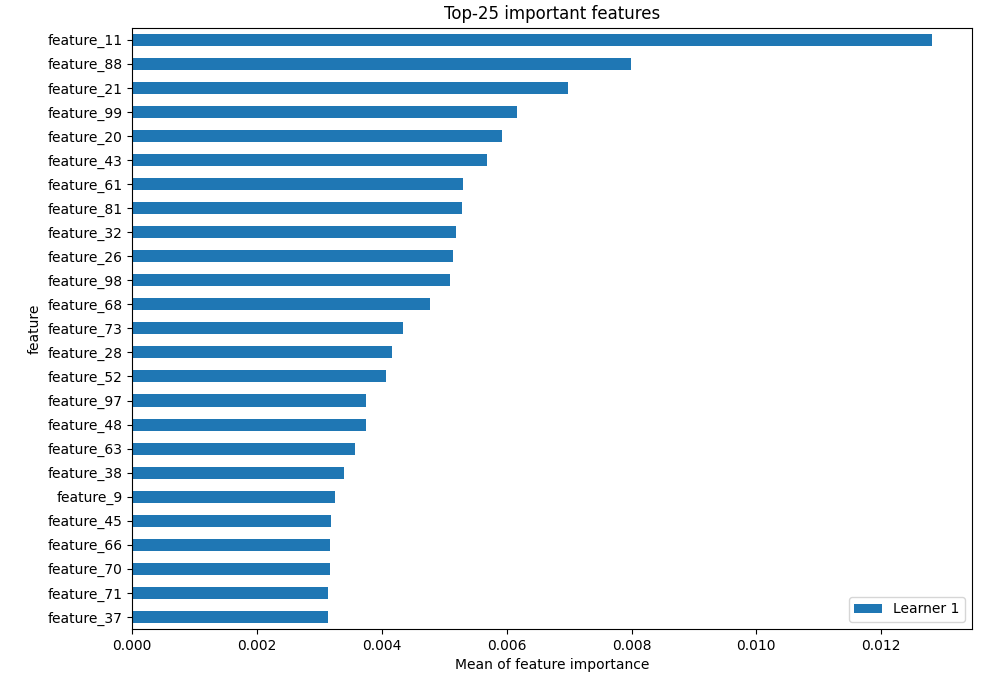 Top-25 important features
feature_11
feature_88
feature_21
feature_99
feature_20
feature_43
feature_61
feature_81
feature_32
feature_26
feature_98
feature_68
feature_73
feature_28
feature_52
feature_97
feature_48
feature_63
feature_38
feature_9
feature_45
feature_66
feature_70
feature_71
feature_37
feature
Learner 1
0.000 0.002 0.004 0.006 0.008 0.010 0.012
Mean of feature importance